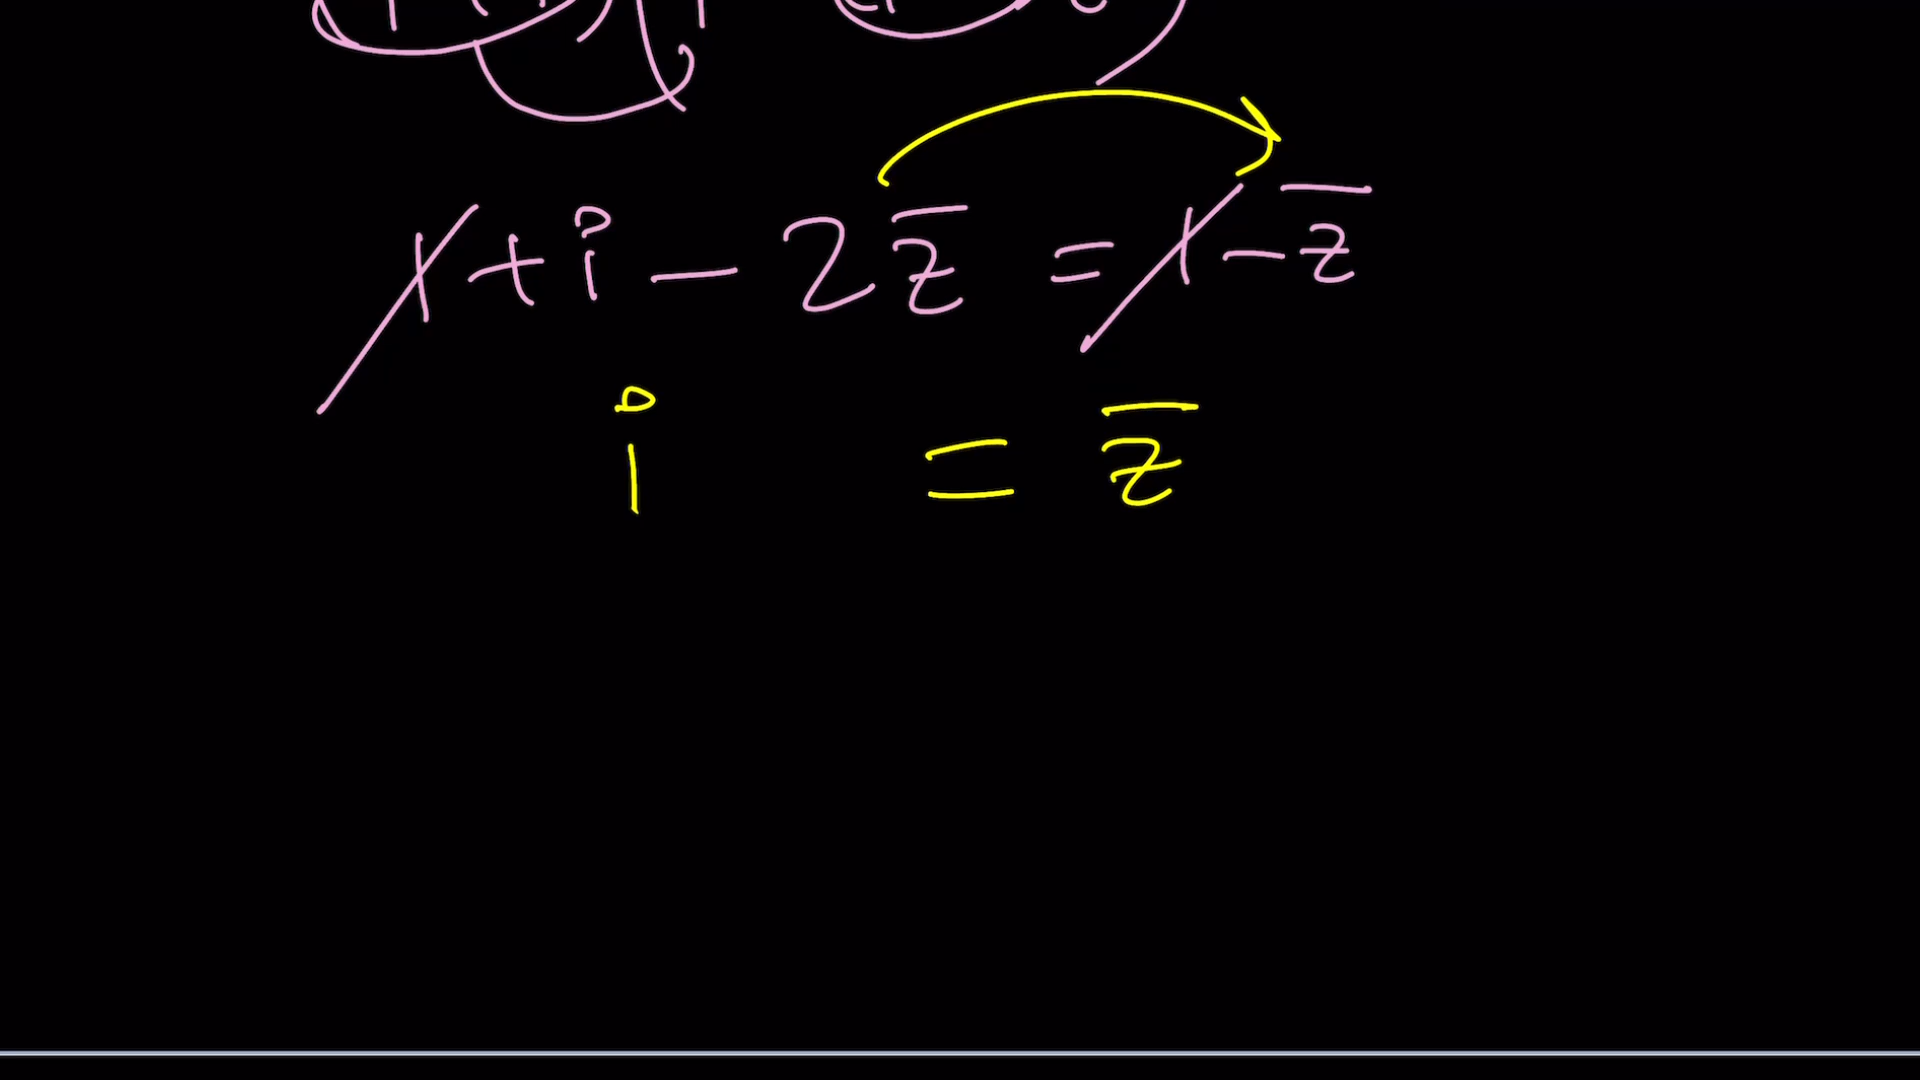 1 + i - 2z̅ = 1 - z̅
i = z̅